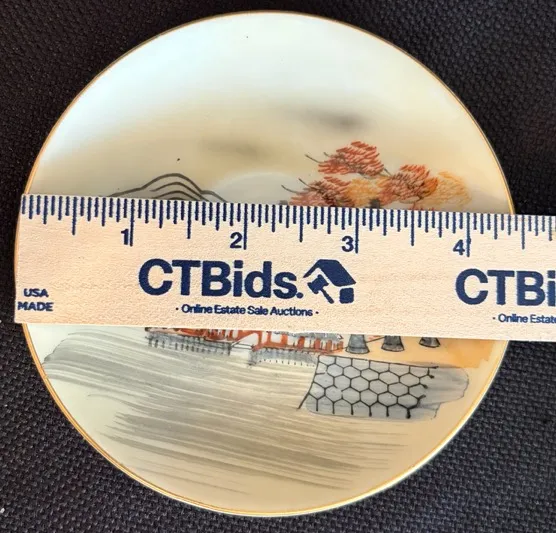 1 2 3 4
USA
MADE
CTBids.
· Online Estate Sale Auctions ·
CTBi
· Online Estate